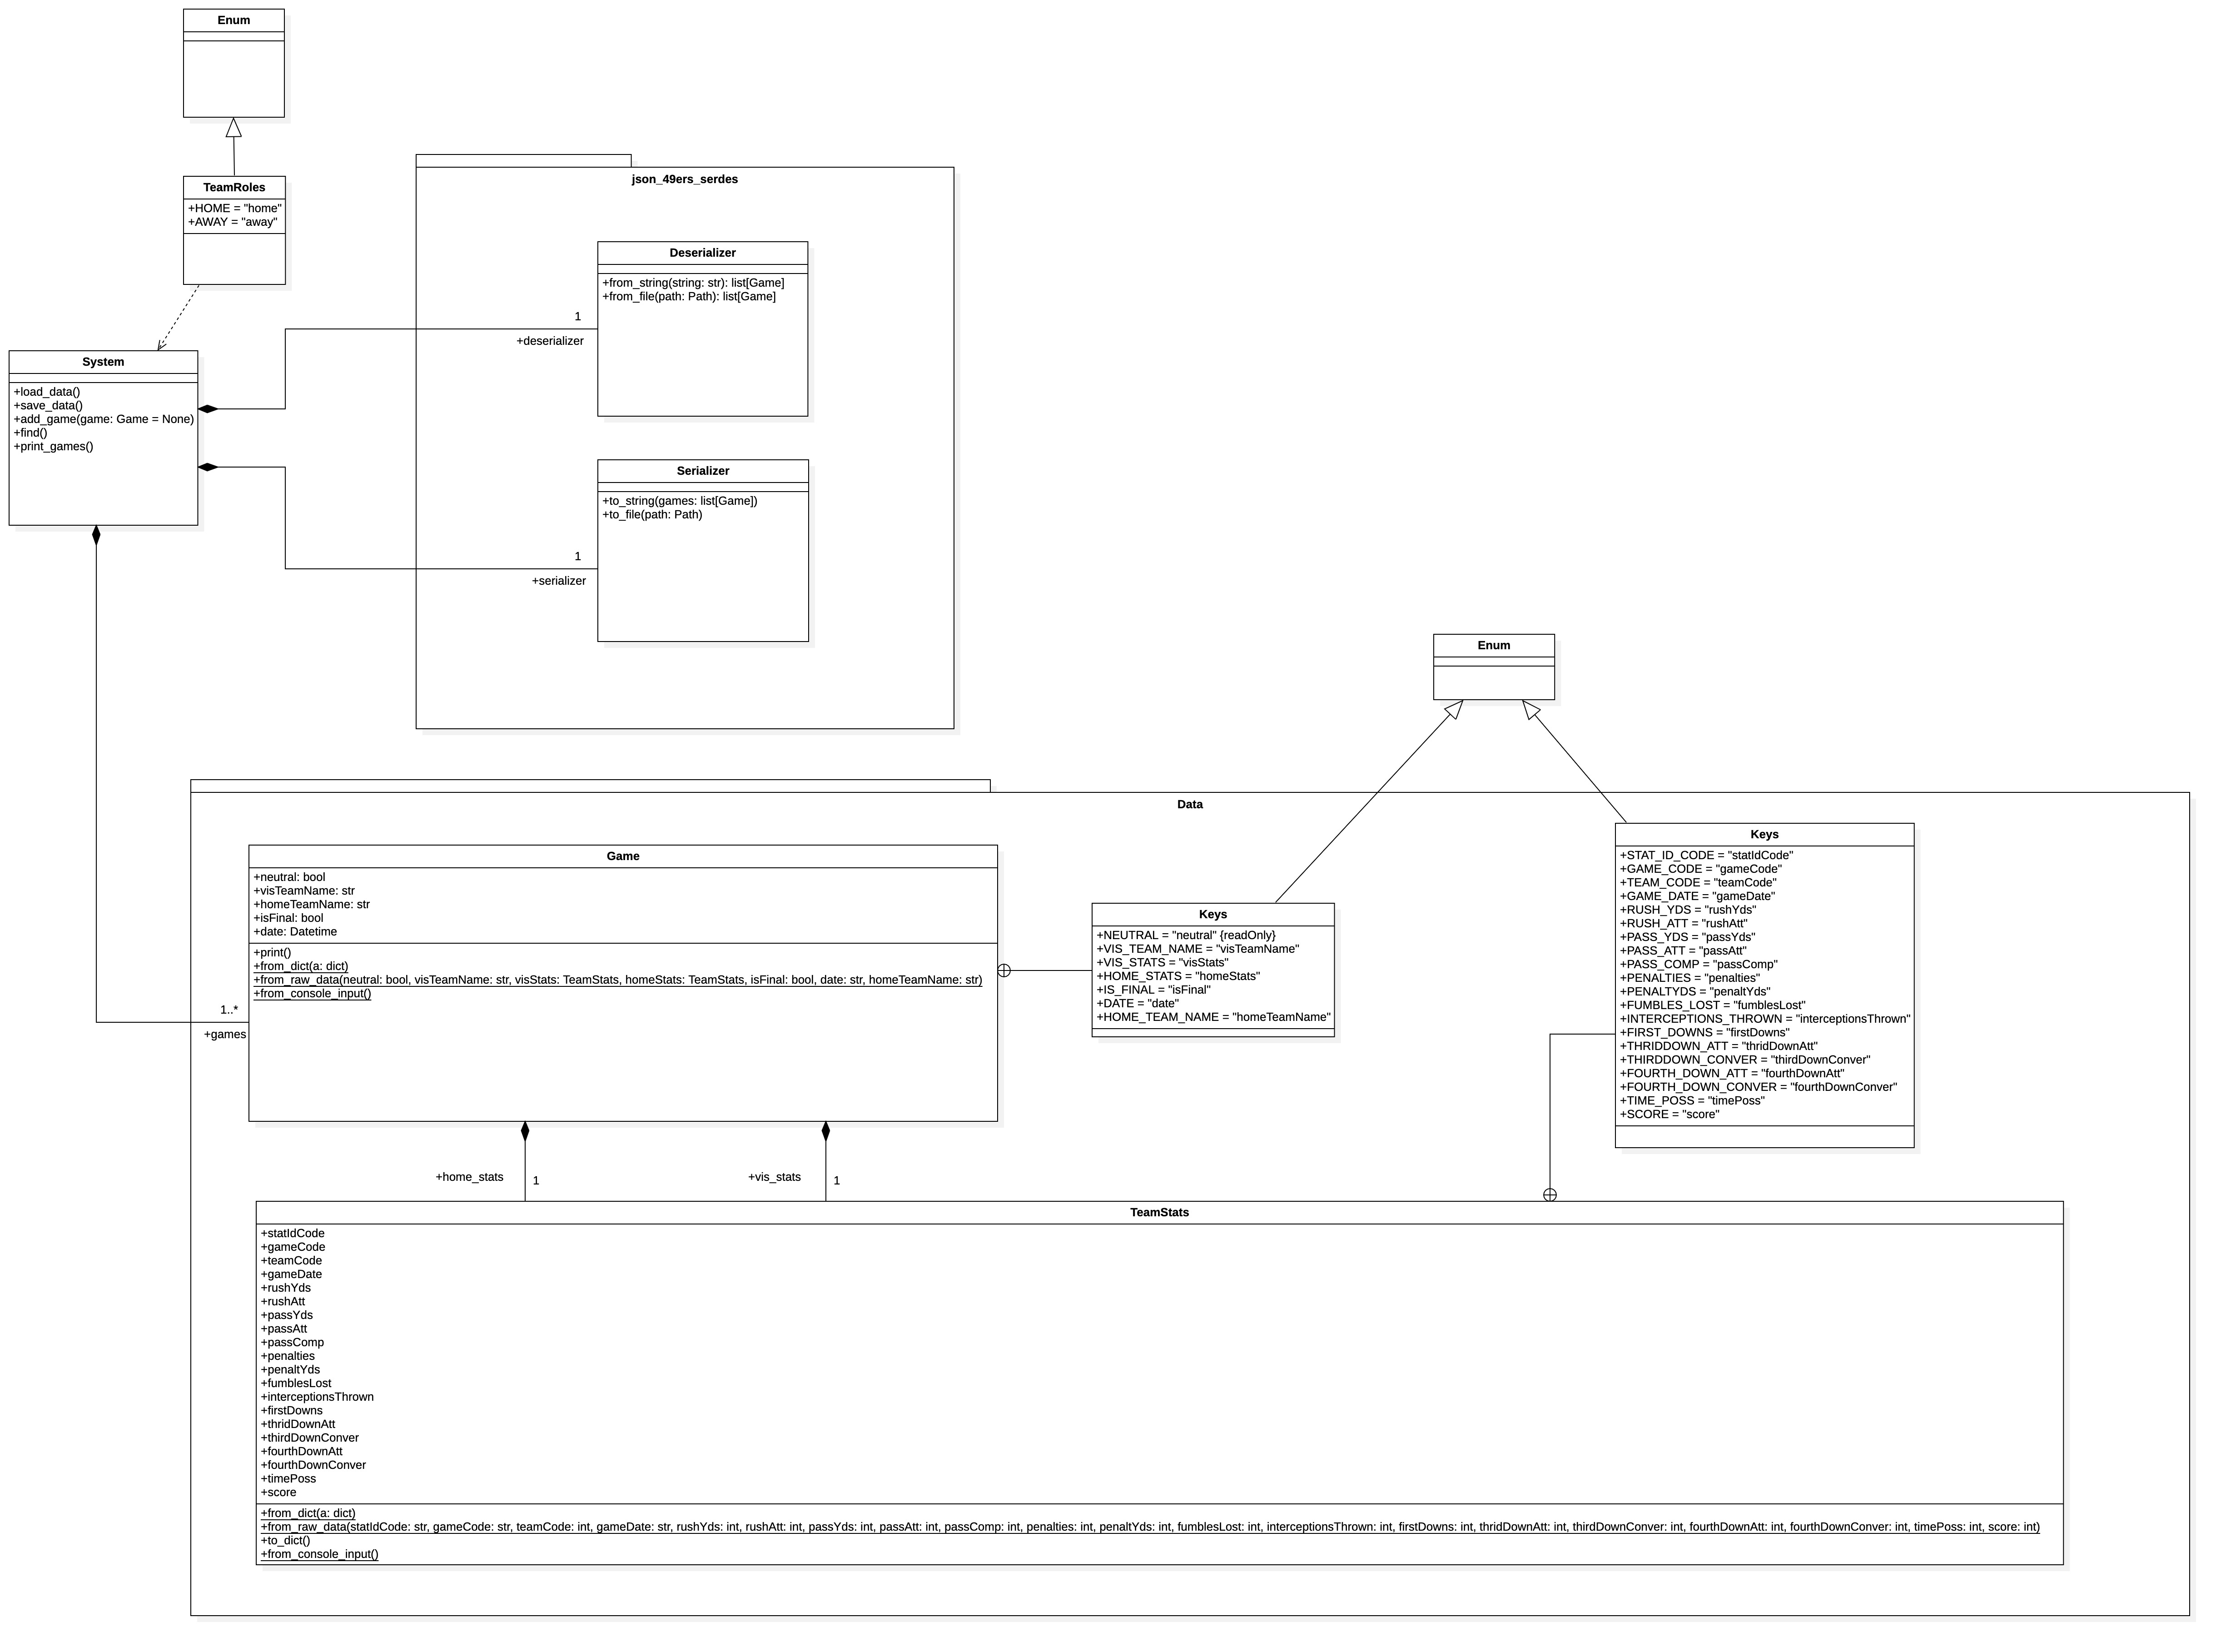 Enum
TeamRoles
+HOME = "home"
+AWAY = "away"
json_49ers_serdes
Deserializer
+from_string(string: str): list[Game]
+from_file(path: Path): list[Game]
1
+deserializer
System
+load_data()
+save_data()
+add_game(game: Game = None)
+find()
+print_games()
Serializer
+to_string(games: list[Game])
+to_file(path: Path)
1
+serializer
Enum
Data
Game
+neutral: bool
+visTeamName: str
+homeTeamName: str
+isFinal: bool
+date: Datetime
+print()
+from_dict(a: dict)
+from_raw_data(neutral: bool, visTeamName: str, visStats: TeamStats, homeStats: TeamStats, isFinal: bool, date: str, homeTeamName: str)
+from_console_input()
1..*
+games
Keys
+NEUTRAL = "neutral" {readOnly}
+VIS_TEAM_NAME = "visTeamName"
+VIS_STATS = "visStats"
+HOME_STATS = "homeStats"
+IS_FINAL = "isFinal"
+DATE = "date"
+HOME_TEAM_NAME = "homeTeamName"
Keys
+STAT_ID_CODE = "statIdCode"
+GAME_CODE = "gameCode"
+TEAM_CODE = "teamCode"
+GAME_DATE = "gameDate"
+RUSH_YDS = "rushYds"
+RUSH_ATT = "rushAtt"
+PASS_YDS = "passYds"
+PASS_ATT = "passAtt"
+PASS_COMP = "passComp"
+PENALTIES = "penalties"
+PENALTYDS = "penaltYds"
+FUMBLES_LOST = "fumblesLost"
+INTERCEPTIONS_THROWN = "interceptionsThrown"
+FIRST_DOWNS = "firstDowns"
+THRIDDOWN_ATT = "thridDownAtt"
+THIRDDOWN_CONVER = "thirdDownConver"
+FOURTH_DOWN_ATT = "fourthDownAtt"
+FOURTH_DOWN_CONVER = "fourthDownConver"
+TIME_POSS = "timePoss"
+SCORE = "score"
+home_stats
1
+vis_stats
1
TeamStats
+statIdCode
+gameCode
+teamCode
+gameDate
+rushYds
+rushAtt
+passYds
+passAtt
+passComp
+penalties
+penaltYds
+fumblesLost
+interceptionsThrown
+firstDowns
+thridDownAtt
+thirdDownConver
+fourthDownAtt
+fourthDownConver
+timePoss
+score
+from_dict(a: dict)
+from_raw_data(statIdCode: str, gameCode: str, teamCode: int, gameDate: str, rushYds: int, rushAtt: int, passYds: int, passAtt: int, passComp: int, penalties: int, penaltYds: int, fumblesLost: int, interceptionsThrown: int, firstDowns: int, thridDownAtt: int, thirdDownConver: int, fourthDownAtt: int, fourthDownConver: int, timePoss: int, score: int)
+to_dict()
+from_console_input()